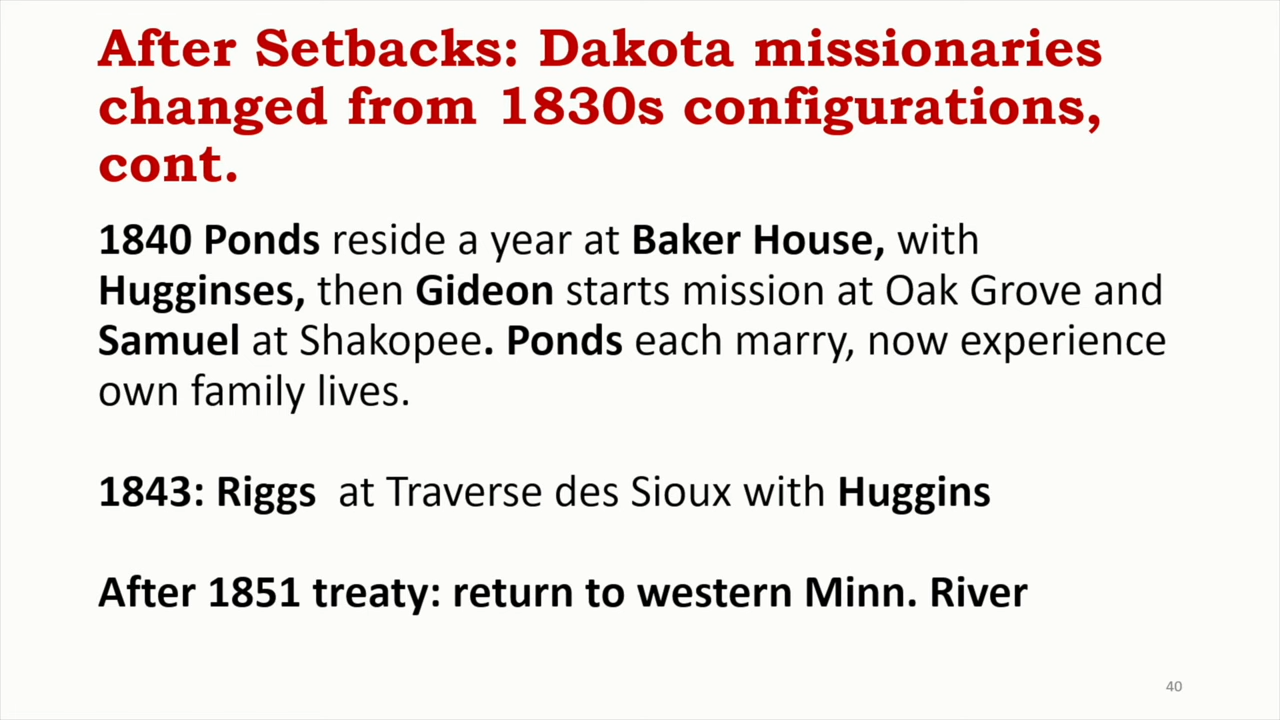 After Setbacks: Dakota missionaries
changed from 1830s configurations,
cont.
1840 Ponds reside a year at Baker House, with
Hugginses, then Gideon starts mission at Oak Grove and
Samuel at Shakopee. Ponds each marry, now experience
own family lives.
1843: Riggs  at Traverse des Sioux with Huggins
After 1851 treaty: return to western Minn. River
40